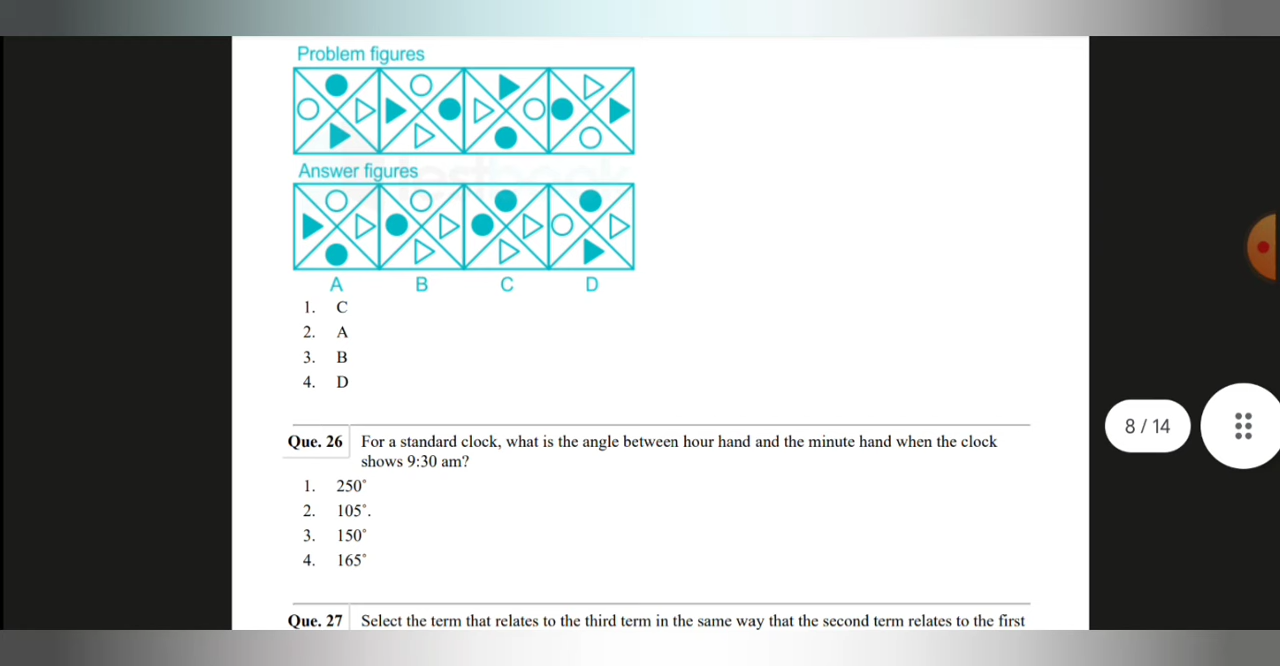 Problem figures
Answer figures
A B C D
1. C
2. A
3. B
4. D
Que. 26 For a standard clock, what is the angle between hour hand and the minute hand when the clock
shows 9:30 am?
1. 250°
2. 105°.
3. 150°
4. 165°
8 / 14
Que. 27 Select the term that relates to the third term in the same way that the second term relates to the first